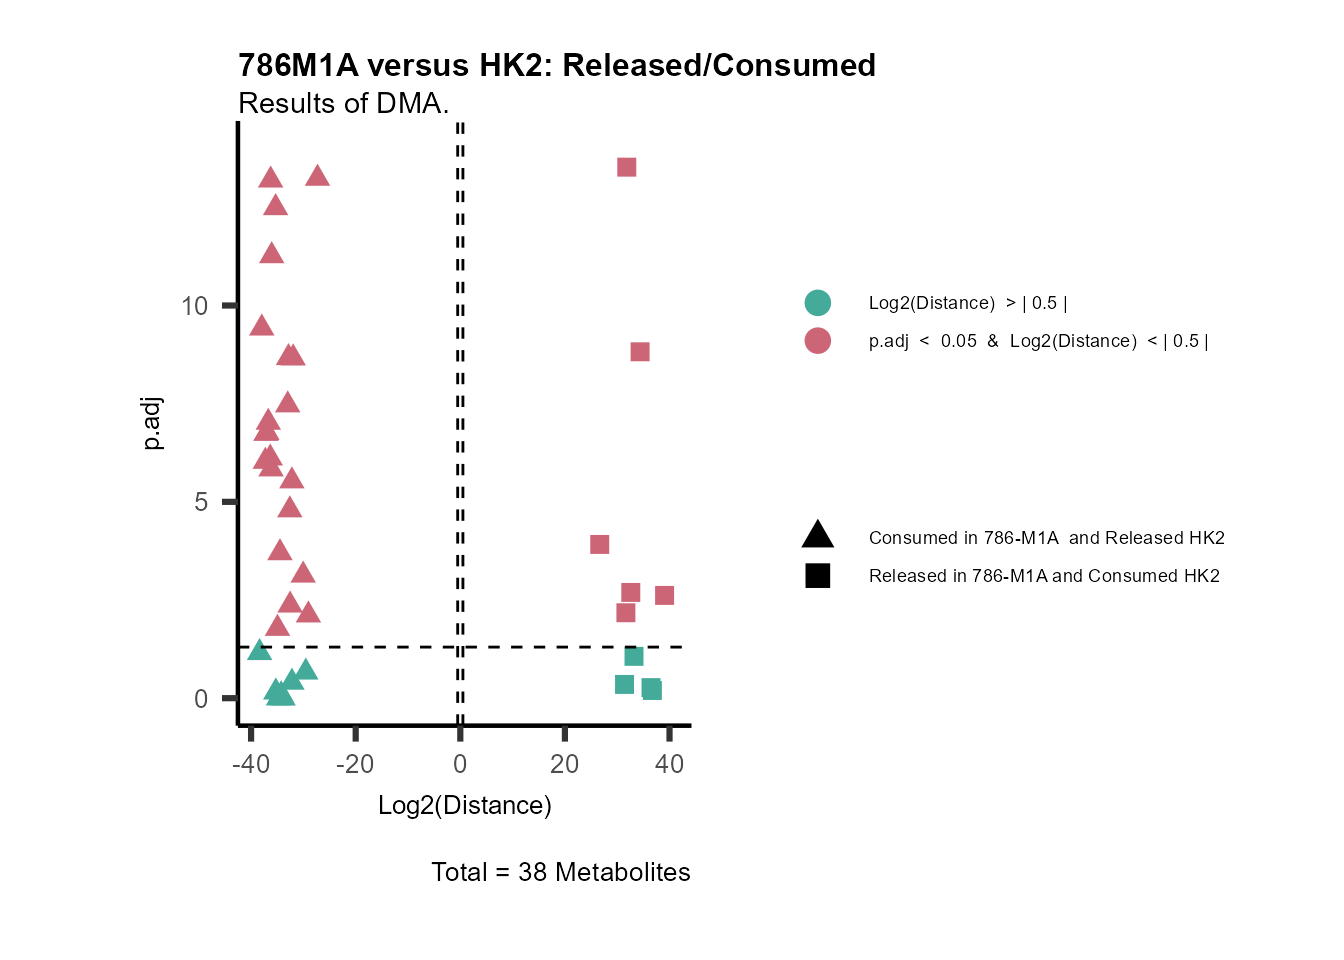 786M1A versus HK2: Released/Consumed
Results of DMA.
10
5
0
p.adj
-40 -20 0 20 40
Log2(Distance)
Total = 38 Metabolites
Log2(Distance) > | 0.5 |
p.adj < 0.05 & Log2(Distance) < | 0.5 |
Consumed in 786-M1A and Released HK2
Released in 786-M1A and Consumed HK2